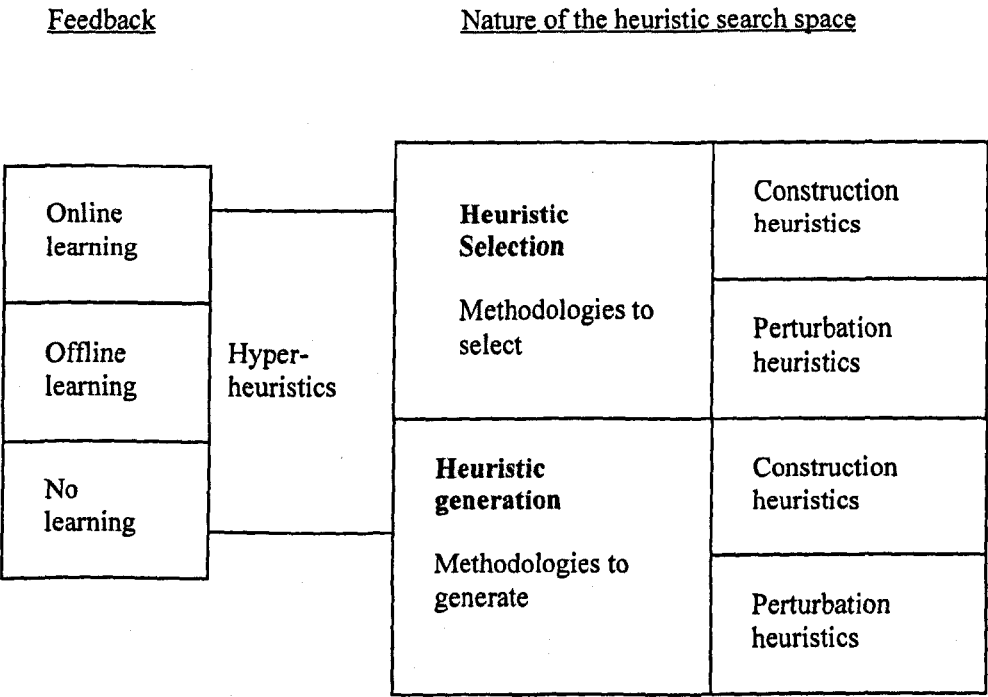 Feedback
Nature of the heuristic search space
Online
learning
Offline
learning
No
learning
Hyper-
heuristics
Heuristic
Selection
Methodologies to
select
Construction
heuristics
Perturbation
heuristics
Heuristic
generation
Methodologies to
generate
Construction
heuristics
Perturbation
heuristics